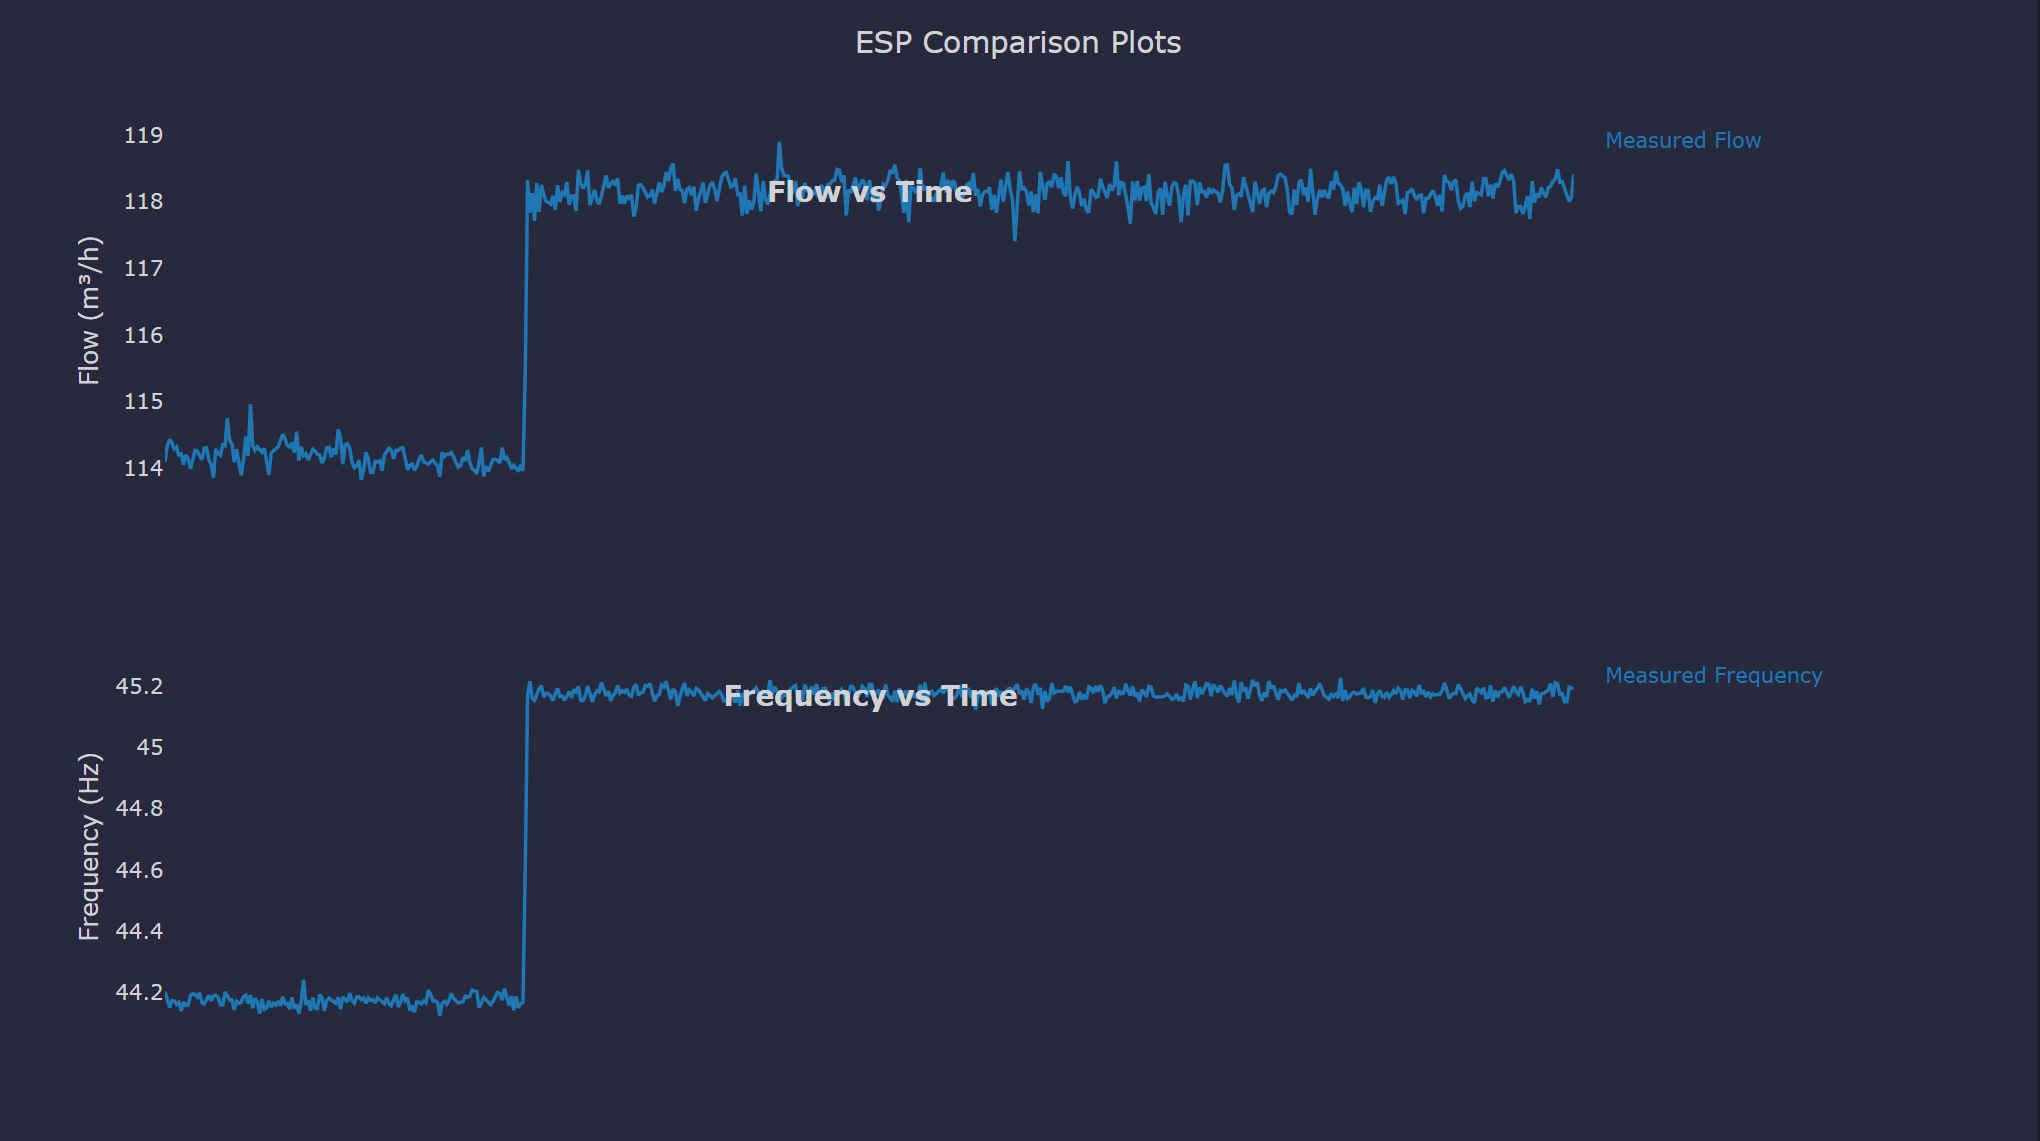 ESP Comparison Plots
119
118
117
116
115
114
Flow (m³/h)
Flow vs Time
Measured Flow
45.2
45
44.8
44.6
44.4
44.2
Frequency (Hz)
Frequency vs Time
Measured Frequency